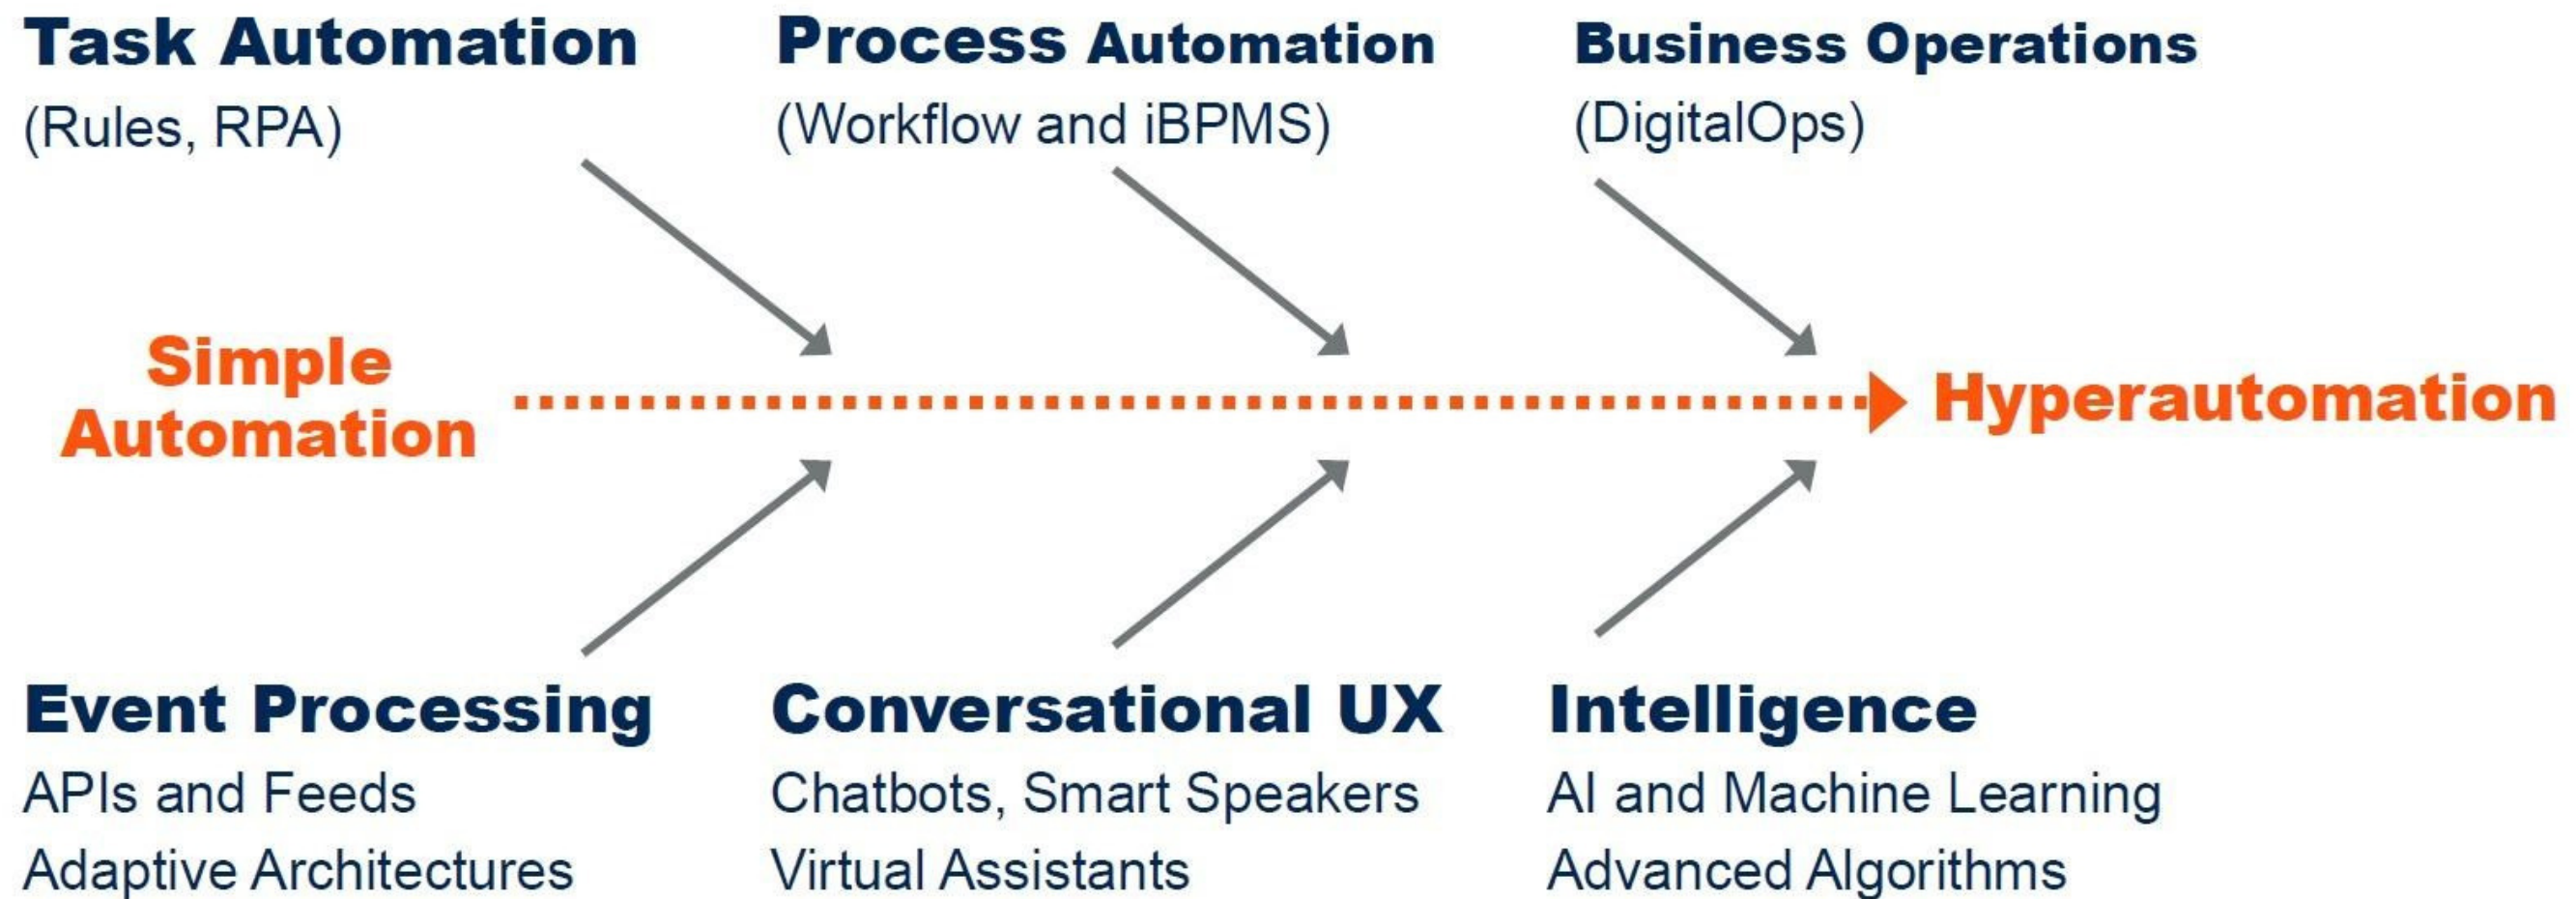 Task Automation
(Rules, RPA)
Process Automation
(Workflow and iBPMS)
Business Operations
(DigitalOps)
Simple
Automation
Hyperautomation
Event Processing
APIs and Feeds
Adaptive Architectures
Conversational UX
Chatbots, Smart Speakers
Virtual Assistants
Intelligence
AI and Machine Learning
Advanced Algorithms